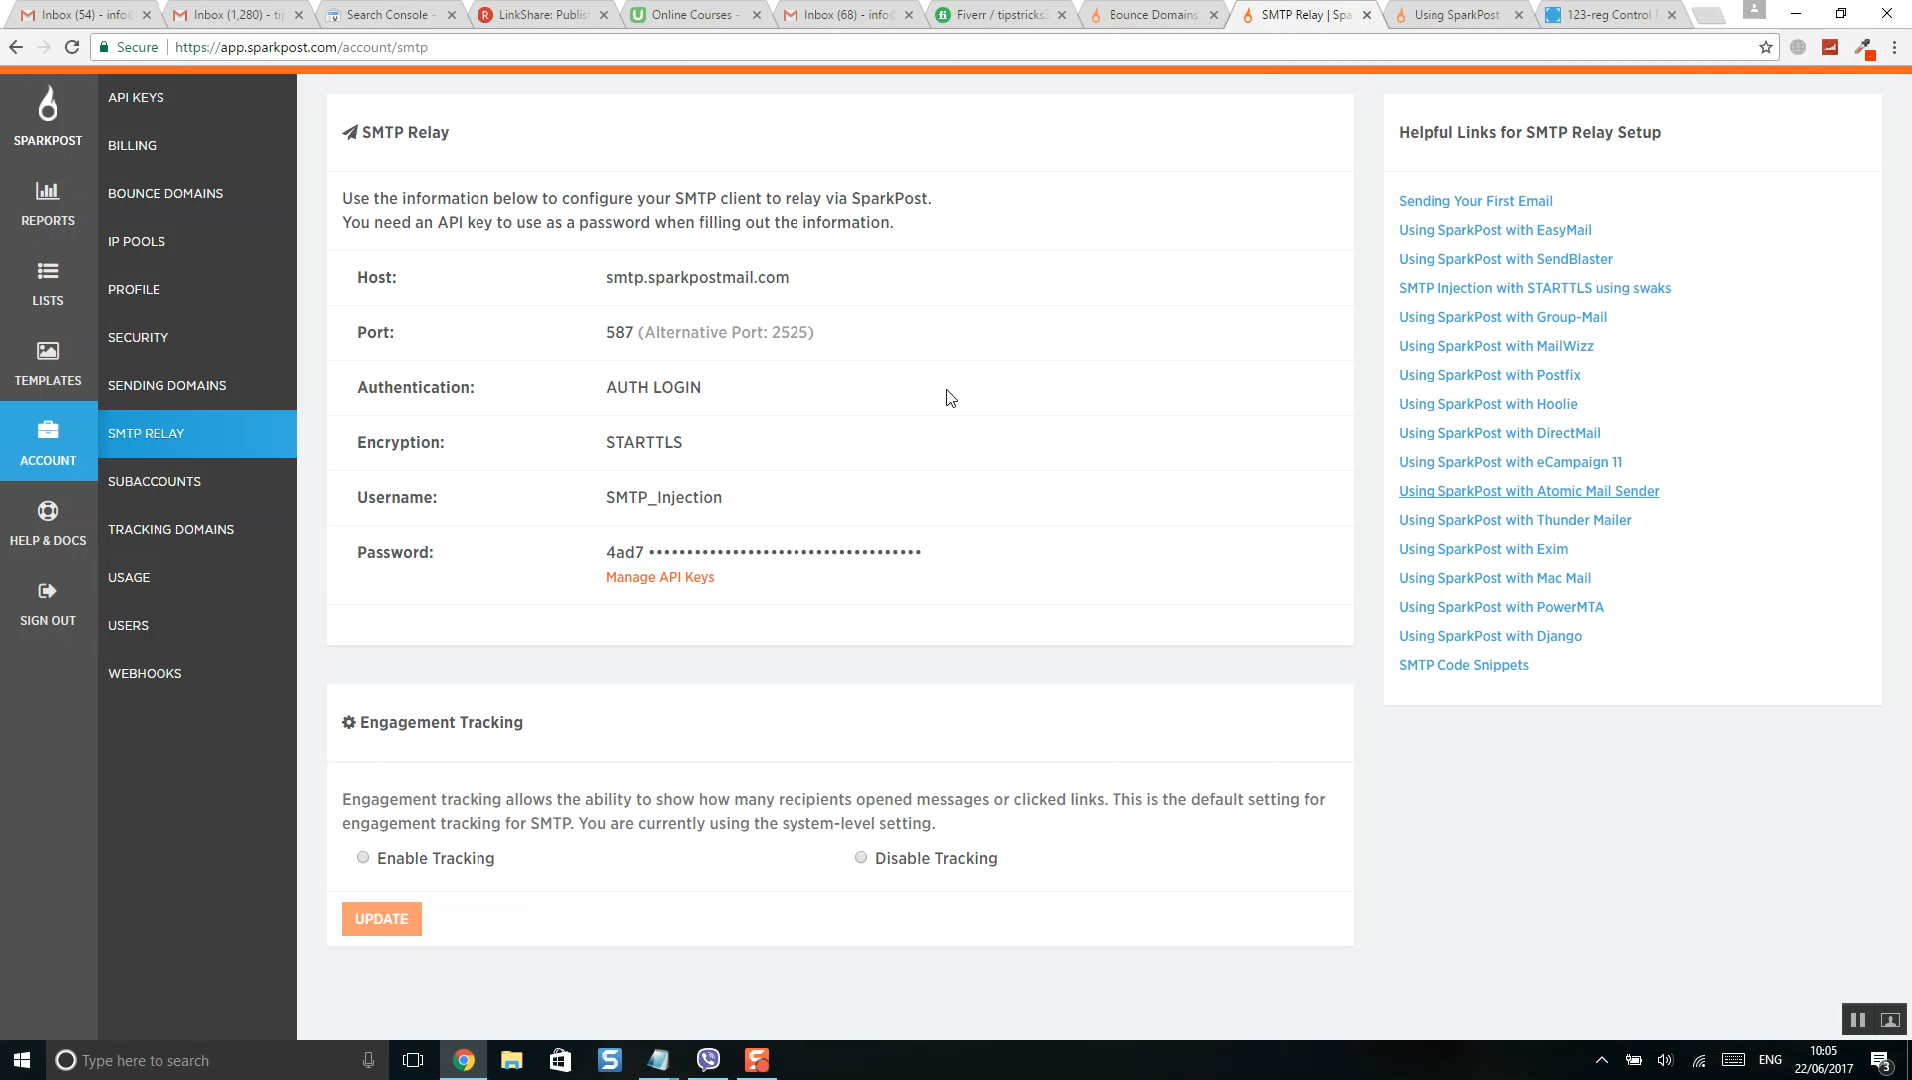 Inbox (54) - info
Inbox (1,280) - ti
Search Console -
LinkShare: Publis
Online Courses -
Inbox (68) - info
Fiverr / tipstricks
Bounce Domains
SMTP Relay | Spa
Using SparkPost
123-reg Control
Secure
https://app.sparkpost.com/account/smtp
SPARKPOST
REPORTS
LISTS
TEMPLATES
ACCOUNT
HELP & DOCS
SIGN OUT
API KEYS
BILLING
BOUNCE DOMAINS
IP POOLS
PROFILE
SECURITY
SENDING DOMAINS
SMTP RELAY
SUBACCOUNTS
TRACKING DOMAINS
USAGE
USERS
WEBHOOKS
SMTP Relay
Use the information below to configure your SMTP client to relay via SparkPost.
You need an API key to use as a password when filling out the information.
Host: smtp.sparkpostmail.com
Port: 587 (Alternative Port: 2525)
Authentication: AUTH LOGIN
Encryption: STARTTLS
Username: SMTP_Injection
Password: 4ad7 ••••••••••••••••••••••••••••••••••••
Manage API Keys
Engagement Tracking
Engagement tracking allows the ability to show how many recipients opened messages or clicked links. This is the default setting for
engagement tracking for SMTP. You are currently using the system-level setting.
Enable Tracking
Disable Tracking
UPDATE
Helpful Links for SMTP Relay Setup
Sending Your First Email
Using SparkPost with EasyMail
Using SparkPost with SendBlaster
SMTP Injection with STARTTLS using swaks
Using SparkPost with Group-Mail
Using SparkPost with MailWizz
Using SparkPost with Postfix
Using SparkPost with Hoolie
Using SparkPost with DirectMail
Using SparkPost with eCampaign 11
Using SparkPost with Atomic Mail Sender
Using SparkPost with Thunder Mailer
Using SparkPost with Exim
Using SparkPost with Mac Mail
Using SparkPost with PowerMTA
Using SparkPost with Django
SMTP Code Snippets
Type here to search
ENG
10:05
22/06/2017
3